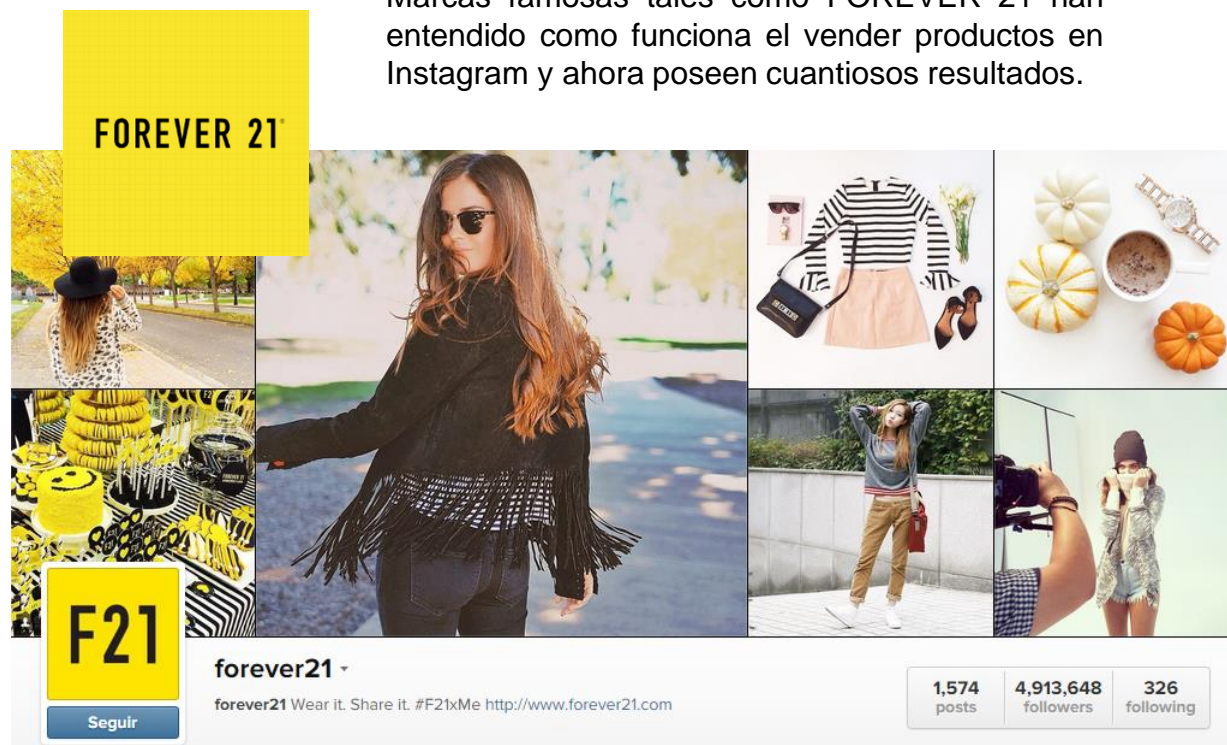 Marcas famosas tales como FOREVER 21 han
entendido como funciona el vender productos en
Instagram y ahora poseen cuantiosos resultados.
FOREVER 21
F21
Seguir
forever21
forever21 Wear it. Share it. #F21xMe http://www.forever21.com
1,574
posts
4,913,648
followers
326
following